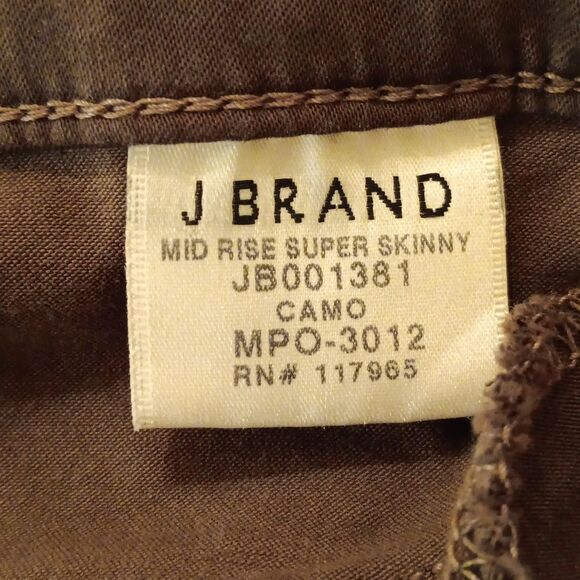 J BRAND
MID RISE SUPER SKINNY
JB001381
CAMO
MPO-3012
RN# 117965